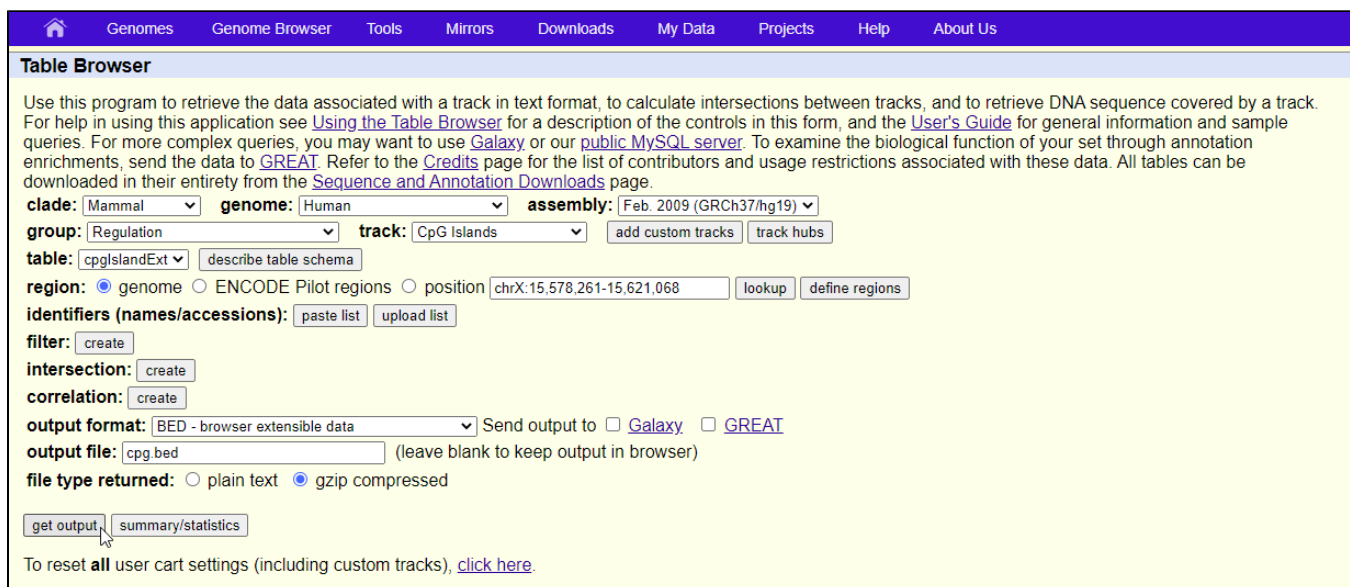 Genomes Genome Browser Tools Mirrors Downloads My Data Projects Help About Us
Table Browser
Use this program to retrieve the data associated with a track in text format, to calculate intersections between tracks, and to retrieve DNA sequence covered by a track.
For help in using this application see Using the Table Browser for a description of the controls in this form, and the User's Guide for general information and sample
queries. For more complex queries, you may want to use Galaxy or our public MySQL server. To examine the biological function of your set through annotation
enrichments, send the data to GREAT. Refer to the Credits page for the list of contributors and usage restrictions associated with these data. All tables can be
downloaded in their entirety from the Sequence and Annotation Downloads page.
clade: Mammal genome: Human assembly: Feb. 2009 (GRCh37/hg19)
group: Regulation track: CpG Islands add custom tracks track hubs
table: cpgIslandExt describe table schema
region: genome ENCODE Pilot regions position chrX:15,578,261-15,621,068 lookup define regions
identifiers (names/accessions): paste list upload list
filter: create
intersection: create
correlation: create
output format: BED - browser extensible data Send output to Galaxy GREAT
output file: cpg.bed (leave blank to keep output in browser)
file type returned: plain text gzip compressed
get output summary/statistics
To reset all user cart settings (including custom tracks), click here.